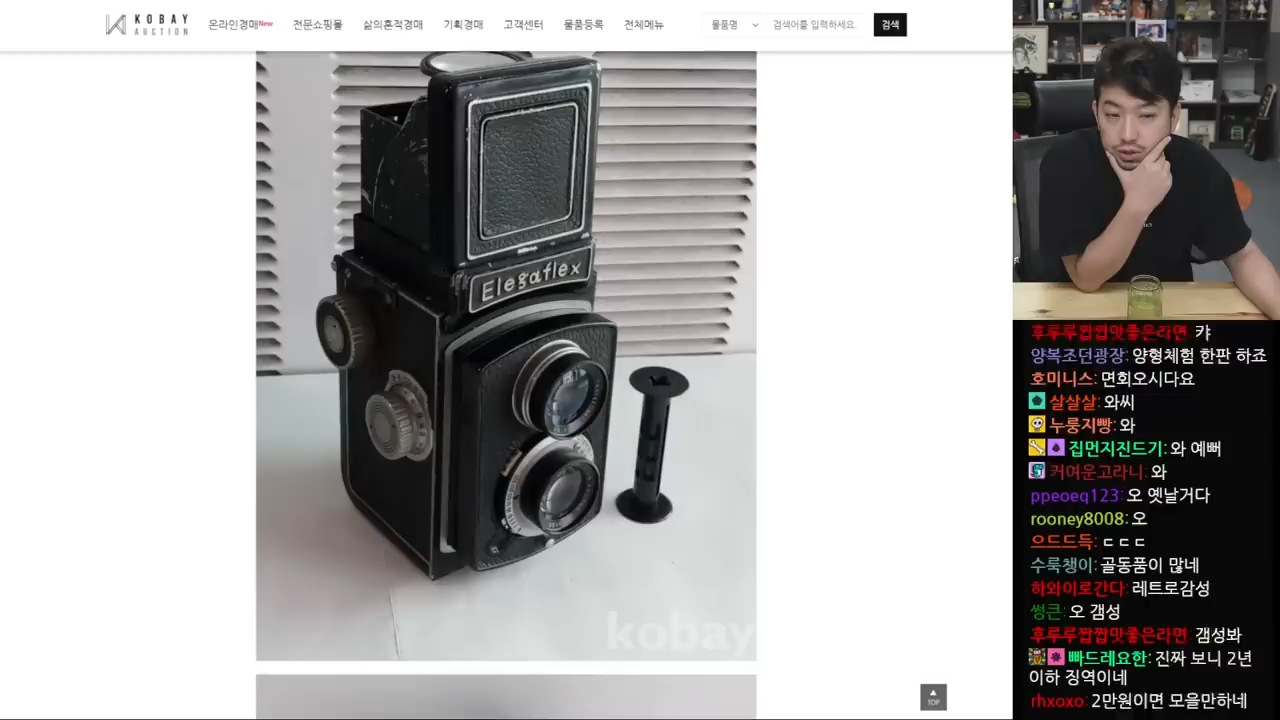 KOBAY
AUCTION
온라인경매New
전문쇼핑몰
삶의흔적경매
기획경매
고객센터
물품등록
전체메뉴
물품명
검색어를 입력하세요.
검색
Elegaflex
kobay
TOP
후루루짭짭맛좋은라면 캬
양복조던광장: 양형체험 한판 하죠
호미니스: 면회오시다요
살살살: 와씨
누룽지빵: 와
집먼지진드기: 와 예뻐
커여운고라니: 와
ppeoeq123: 오 옛날거다
rooney8008: 오
으드드득: ㄷㄷㄷ
수룩챙이: 골동품이 많네
하와이로간다: 레트로감성
썽큰: 오 갬성
후루루짭짭맛좋은라면 갬성봐
빠드레요한: 진짜 보니 2년
이하 징역이네
rhxoxo: 2만원이면 모을만하네